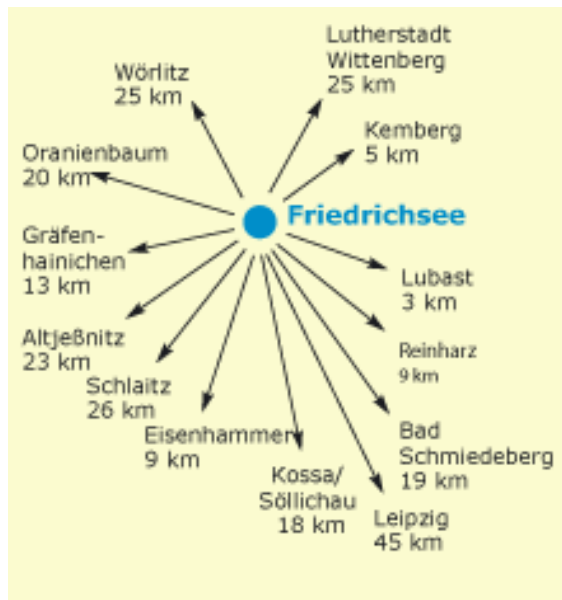 Lutherstadt
Wittenberg
25 km
Wörlitz
25 km
Kemberg
5 km
Oranienbaum
20 km
Friedrichsee
Gräfen-
hainichen
13 km
Lubast
3 km
Altjeßnitz
23 km
Reinharz
9 km
Schlaitz
26 km
Eisenhammer
9 km
Bad
Schmiedeberg
19 km
Kossa/
Söllichau
18 km
Leipzig
45 km